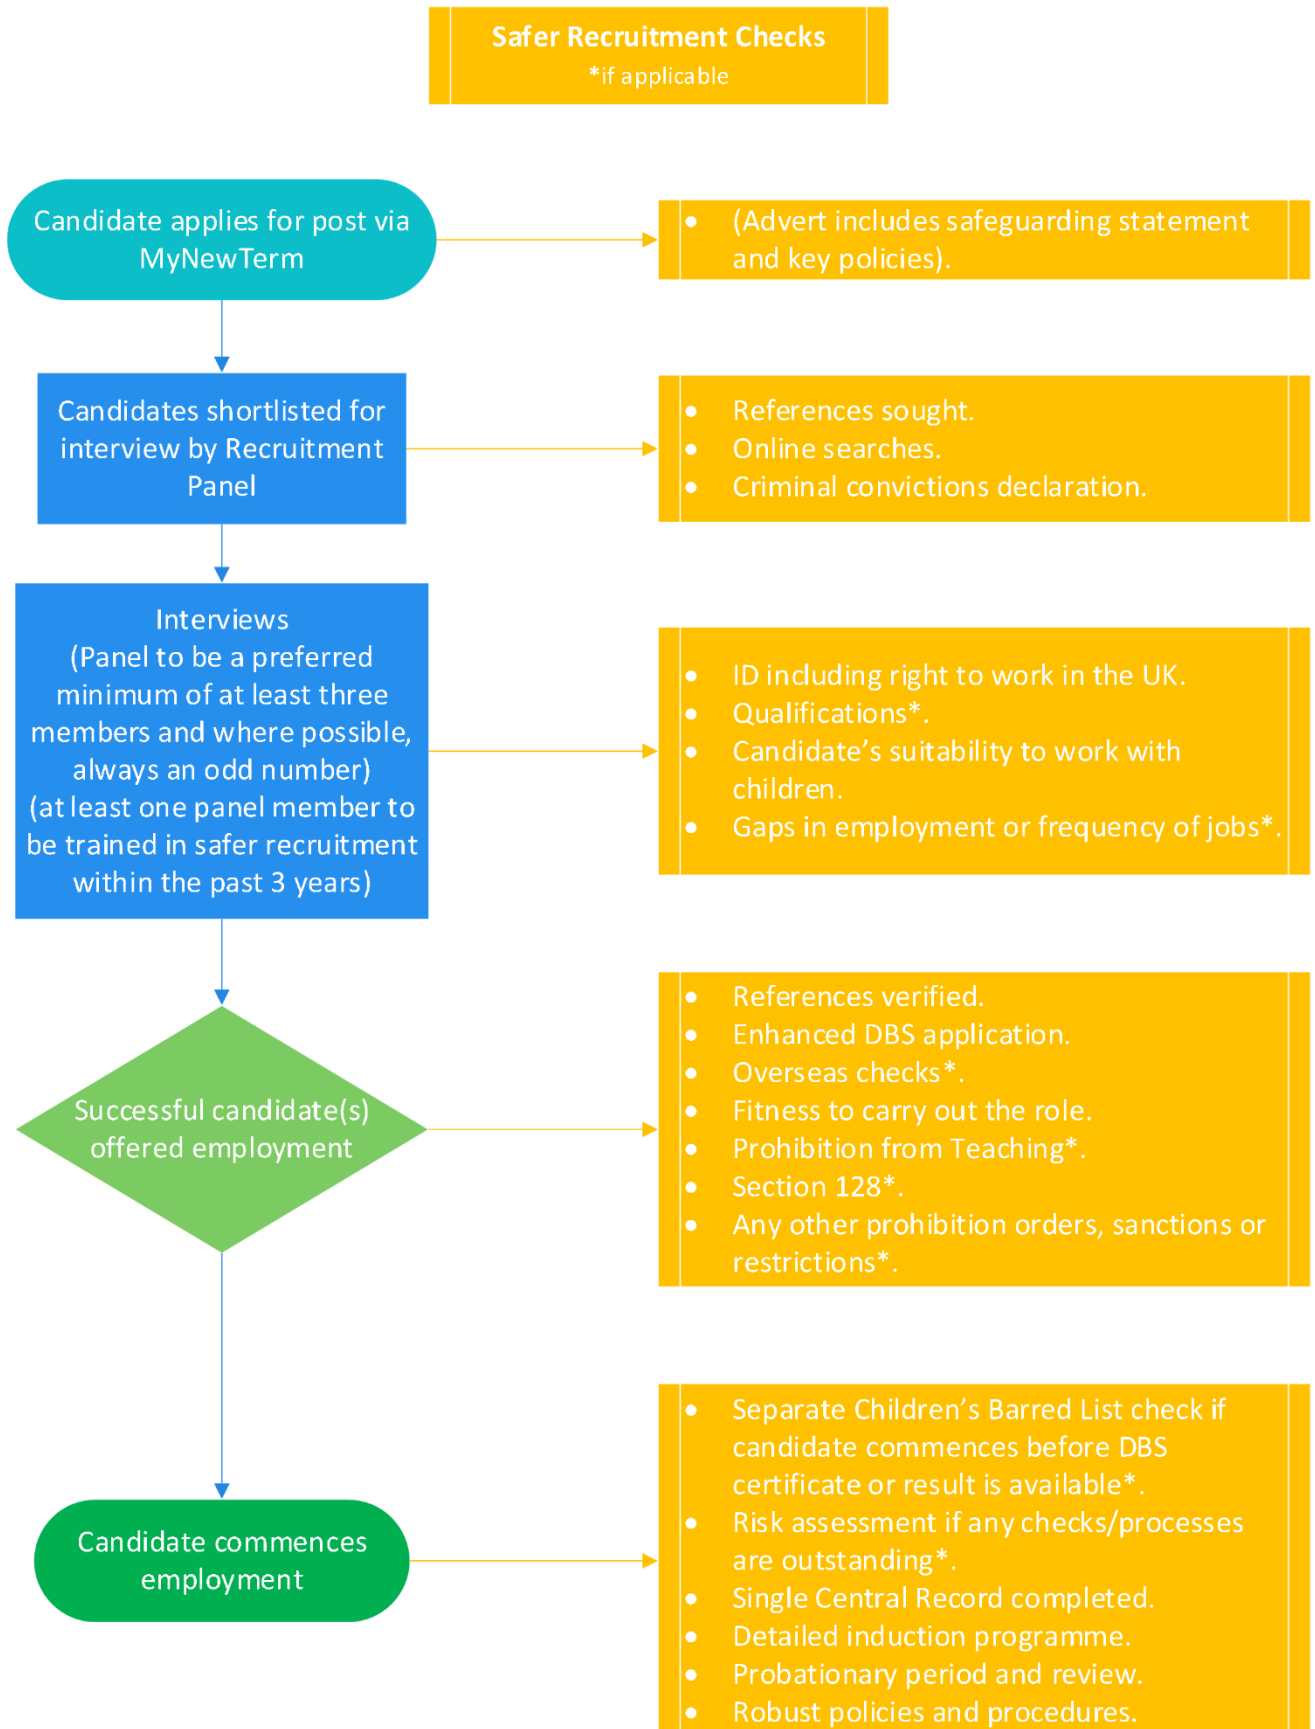 Safer Recruitment Checks
*if applicable
Candidate applies for post via
MyNewTerm
• (Advert includes safeguarding statement
and key policies).
Candidates shortlisted for
interview by Recruitment
Panel
• References sought.
• Online searches.
• Criminal convictions declaration.
Interviews
(Panel to be a preferred
minimum of at least three
members and where possible,
always an odd number)
(at least one panel member to
be trained in safer recruitment
within the past 3 years)
• ID including right to work in the UK.
• Qualifications*.
• Candidate’s suitability to work with
children.
• Gaps in employment or frequency of jobs*.
Successful candidate(s)
offered employment
• References verified.
• Enhanced DBS application.
• Overseas checks*.
• Fitness to carry out the role.
• Prohibition from Teaching*.
• Section 128*.
• Any other prohibition orders, sanctions or
restrictions*.
Candidate commences
employment
• Separate Children’s Barred List check if
candidate commences before DBS
certificate or result is available*.
• Risk assessment if any checks/processes
are outstanding*.
• Single Central Record completed.
• Detailed induction programme.
• Probationary period and review.
• Robust policies and procedures.